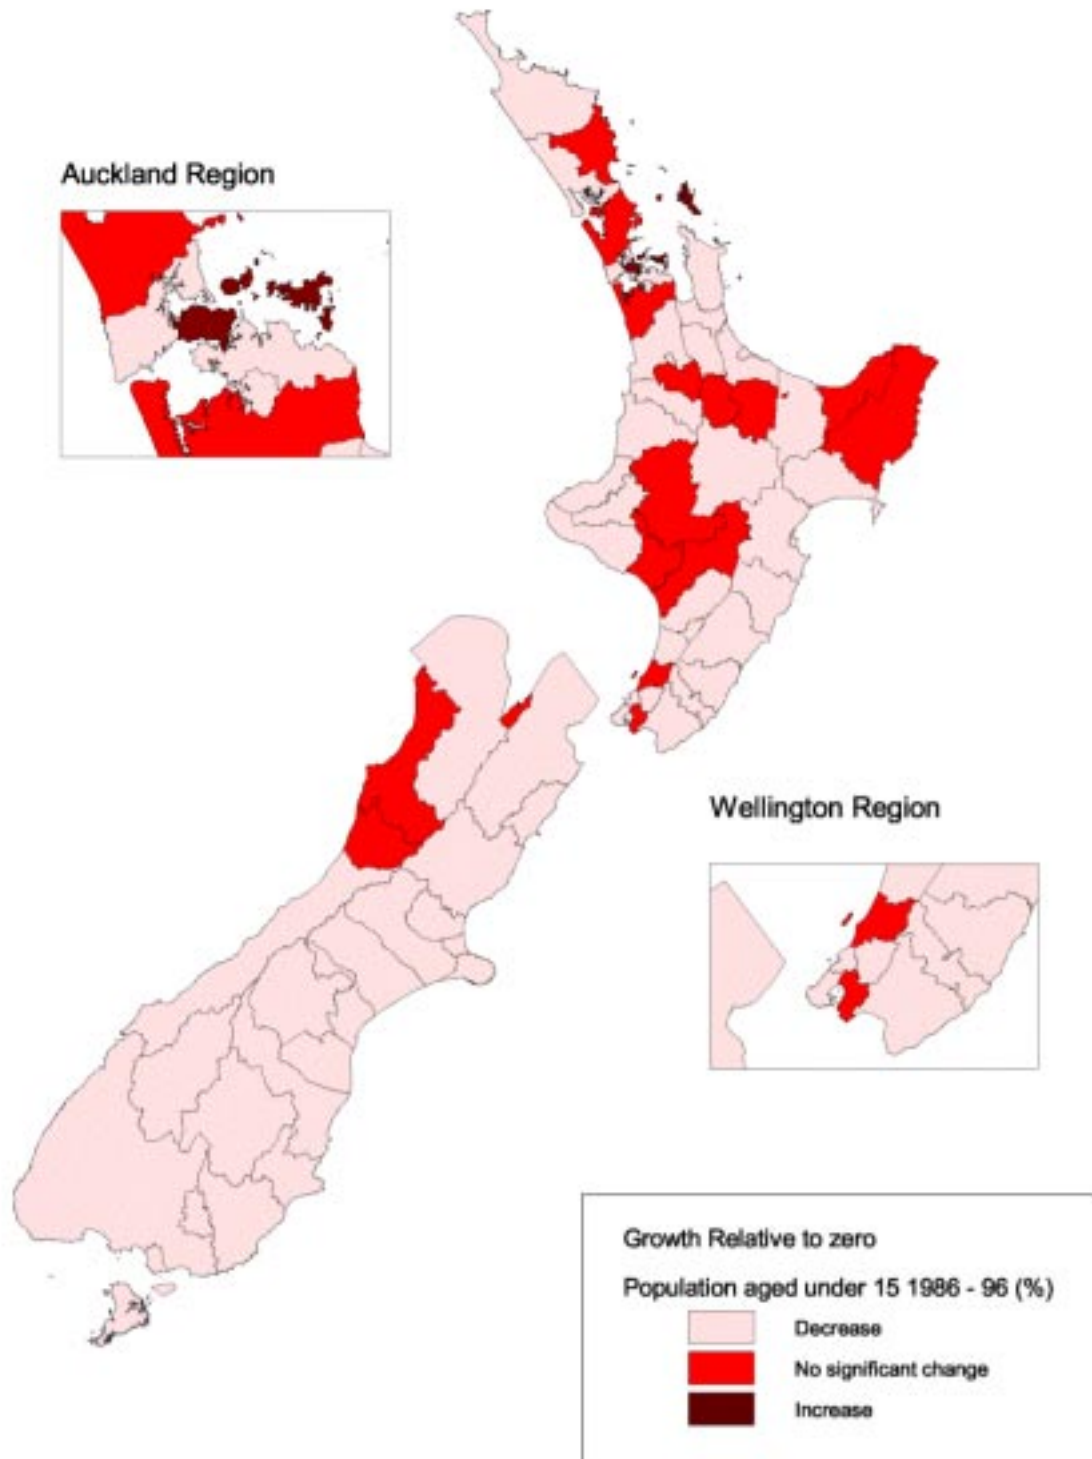 Auckland Region
Wellington Region
Growth Relative to zero
Population aged under 15 1986 - 96 (%)
Decrease
No significant change
Increase